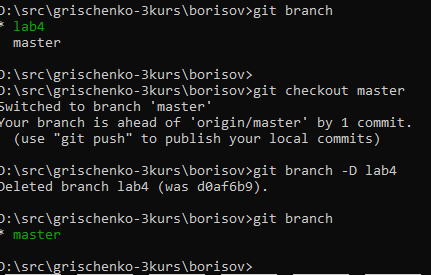 D:\src\grischenko-3kurs\borisov>git branch
* lab4
  master

D:\src\grischenko-3kurs\borisov>
D:\src\grischenko-3kurs\borisov>git checkout master
Switched to branch 'master'
Your branch is ahead of 'origin/master' by 1 commit.
  (use "git push" to publish your local commits)

D:\src\grischenko-3kurs\borisov>git branch -D lab4
Deleted branch lab4 (was d0af6b9).

D:\src\grischenko-3kurs\borisov>git branch
* master

D:\src\grischenko-3kurs\borisov>